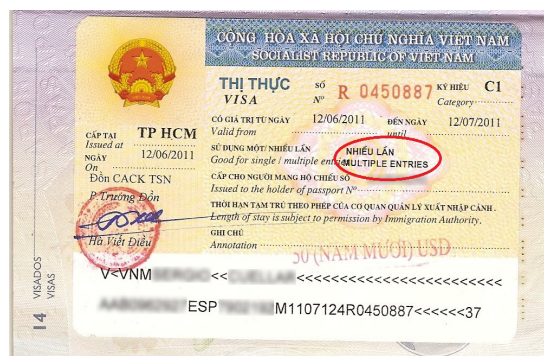 CỘNG HÒA XÃ HỘI CHỦ NGHĨA VIỆT NAM
SOCIALIST REPUBLIC OF VIET NAM
THỊ THỰC SỐ R 0450887 KÝ HIỆU C1
VISA Nº Category
CÓ GIÁ TRỊ TỪ NGÀY 12/06/2011 ĐẾN NGÀY 12/07/2011
Valid from until
CẤP TẠI TP HCM
Issued at
NGÀY 12/06/2011
On
SỬ DỤNG MỘT/ NHIỀU LẦN NHIỀU LẦN
Good for single / multiple entries MULTIPLE ENTRIES
Đồn CACK TSN
CẤP CHO NGƯỜI MANG HỘ CHIẾU SỐ
Issued to the holder of passport Nº
P.Trưởng Đồn
THỜI HẠN TẠM TRÚ THEO PHÉP CỦA CƠ QUAN QUẢN LÝ XUẤT NHẬP CẢNH .
Length of stay is subject to permission by Immigration Authority.
Hà Việt Điều
GHI CHÚ
Annotation 50 (NĂM MƯƠI) USD
V<VNM << <<<<<<<<<<<<<<<<<<<<<<<<
ESP M1107124R0450887<<<<<<37
VISADOS
VISAS
14